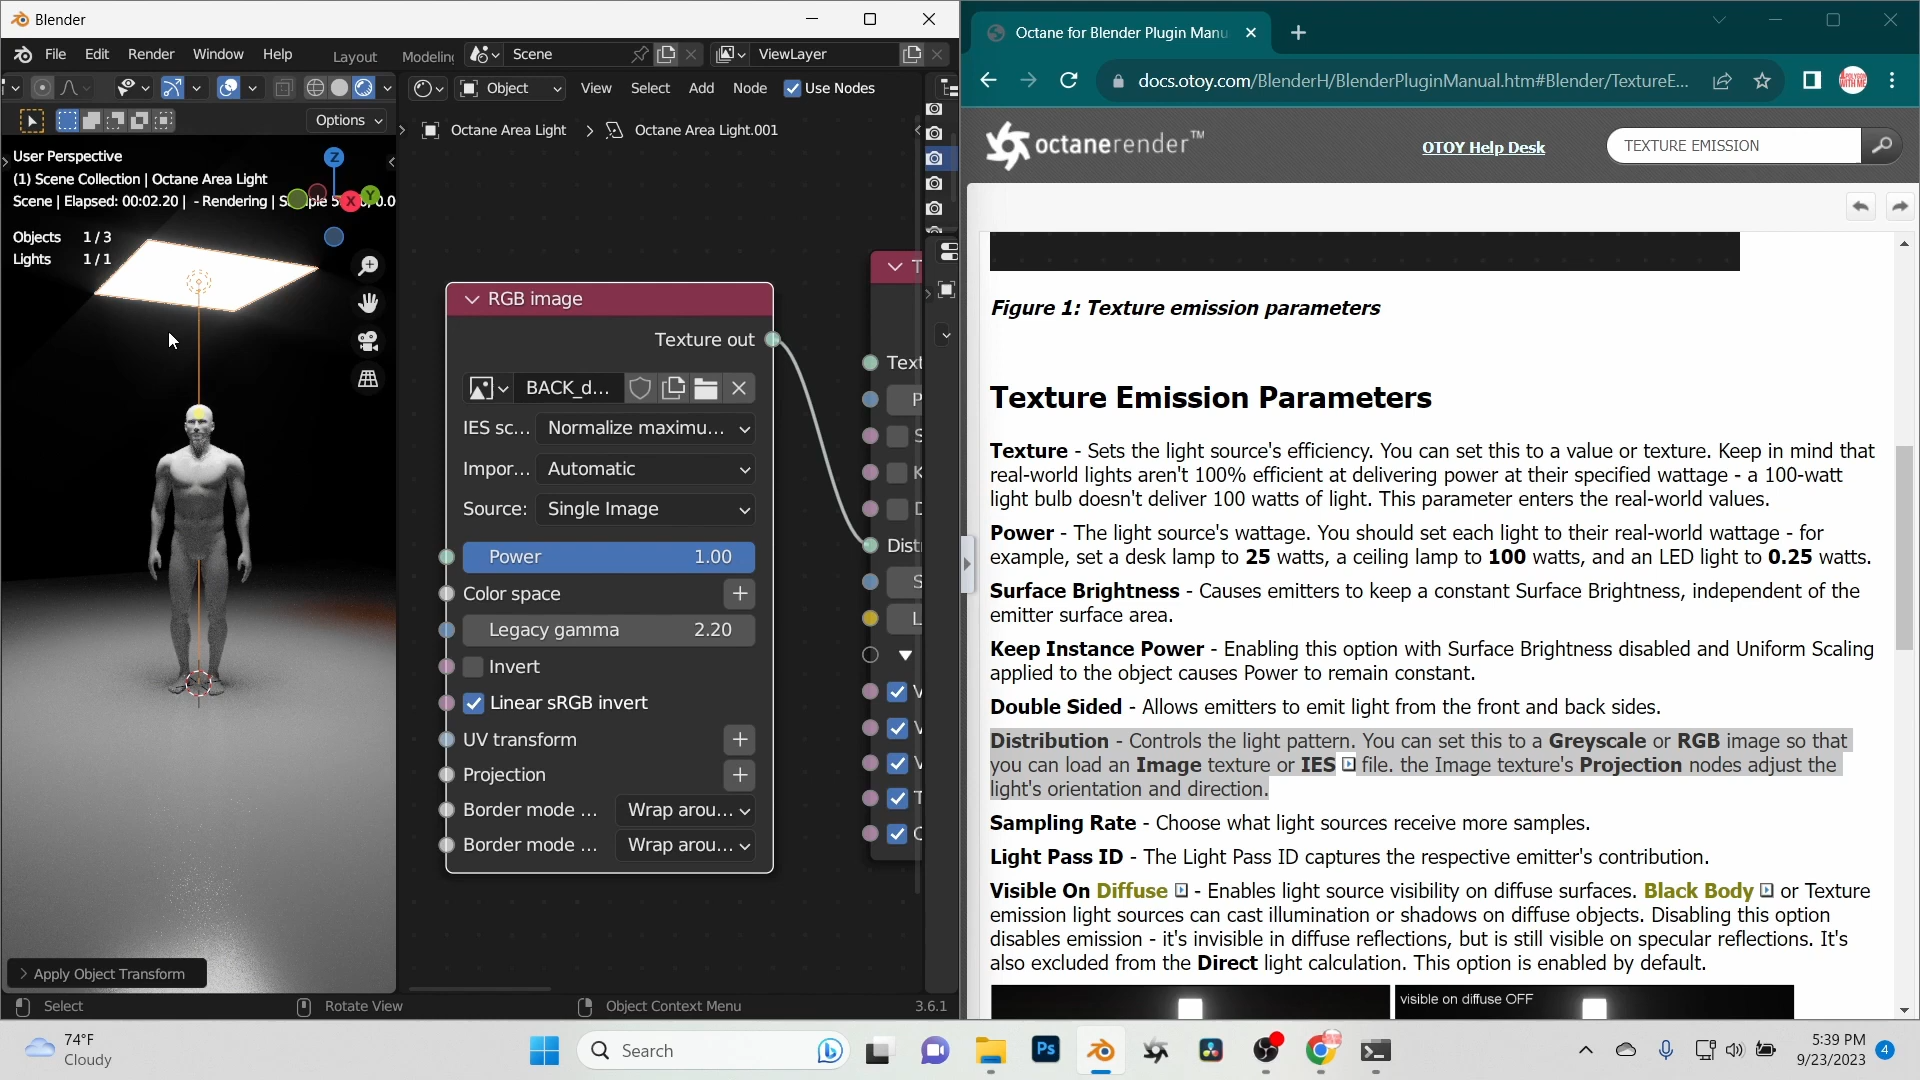 Blender
File Edit Render Window Help Layout Modeling Scene ViewLayer
Object View Select Add Node Use Nodes
Options
Octane Area Light > Octane Area Light.001
User Perspective
(1) Scene Collection | Octane Area Light
Scene | Elapsed: 00:02.20 | - Rendering |
Objects 1 / 3
Lights 1 / 1
Z
X
Y
RGB image
Texture out
BACK_d...
IES sc... Normalize maximu...
Impor... Automatic
Source: Single Image
Power 1.00
Color space
Legacy gamma 2.20
Invert
Linear sRGB invert
UV transform
Projection
Border mode ... Wrap arou...
Border mode ... Wrap arou...
> Apply Object Transform
Select Rotate View Object Context Menu 3.6.1
Octane for Blender Plugin Manu
docs.otoy.com/BlenderH/BlenderPluginManual.htm#Blender/TextureE...
octanerender™
OTOY Help Desk
TEXTURE EMISSION
Figure 1: Texture emission parameters
Texture Emission Parameters
Texture - Sets the light source's efficiency. You can set this to a value or texture. Keep in mind that
real-world lights aren't 100% efficient at delivering power at their specified wattage - a 100-watt
light bulb doesn't deliver 100 watts of light. This parameter enters the real-world values.
Power - The light source's wattage. You should set each light to their real-world wattage - for
example, set a desk lamp to 25 watts, a ceiling lamp to 100 watts, and an LED light to 0.25 watts.
Surface Brightness - Causes emitters to keep a constant Surface Brightness, independent of the
emitter surface area.
Keep Instance Power - Enabling this option with Surface Brightness disabled and Uniform Scaling
applied to the object causes Power to remain constant.
Double Sided - Allows emitters to emit light from the front and back sides.
Distribution - Controls the light pattern. You can set this to a Greyscale or RGB image so that
you can load an Image texture or IES file. the Image texture's Projection nodes adjust the
light's orientation and direction.
Sampling Rate - Choose what light sources receive more samples.
Light Pass ID - The Light Pass ID captures the respective emitter's contribution.
Visible On Diffuse - Enables light source visibility on diffuse surfaces. Black Body or Texture
emission light sources can cast illumination or shadows on diffuse objects. Disabling this option
disables emission - it's invisible in diffuse reflections, but is still visible on specular reflections. It's
also excluded from the Direct light calculation. This option is enabled by default.
visible on diffuse OFF
74°F
Cloudy
Search
Ps
5:39 PM
9/23/2023
4